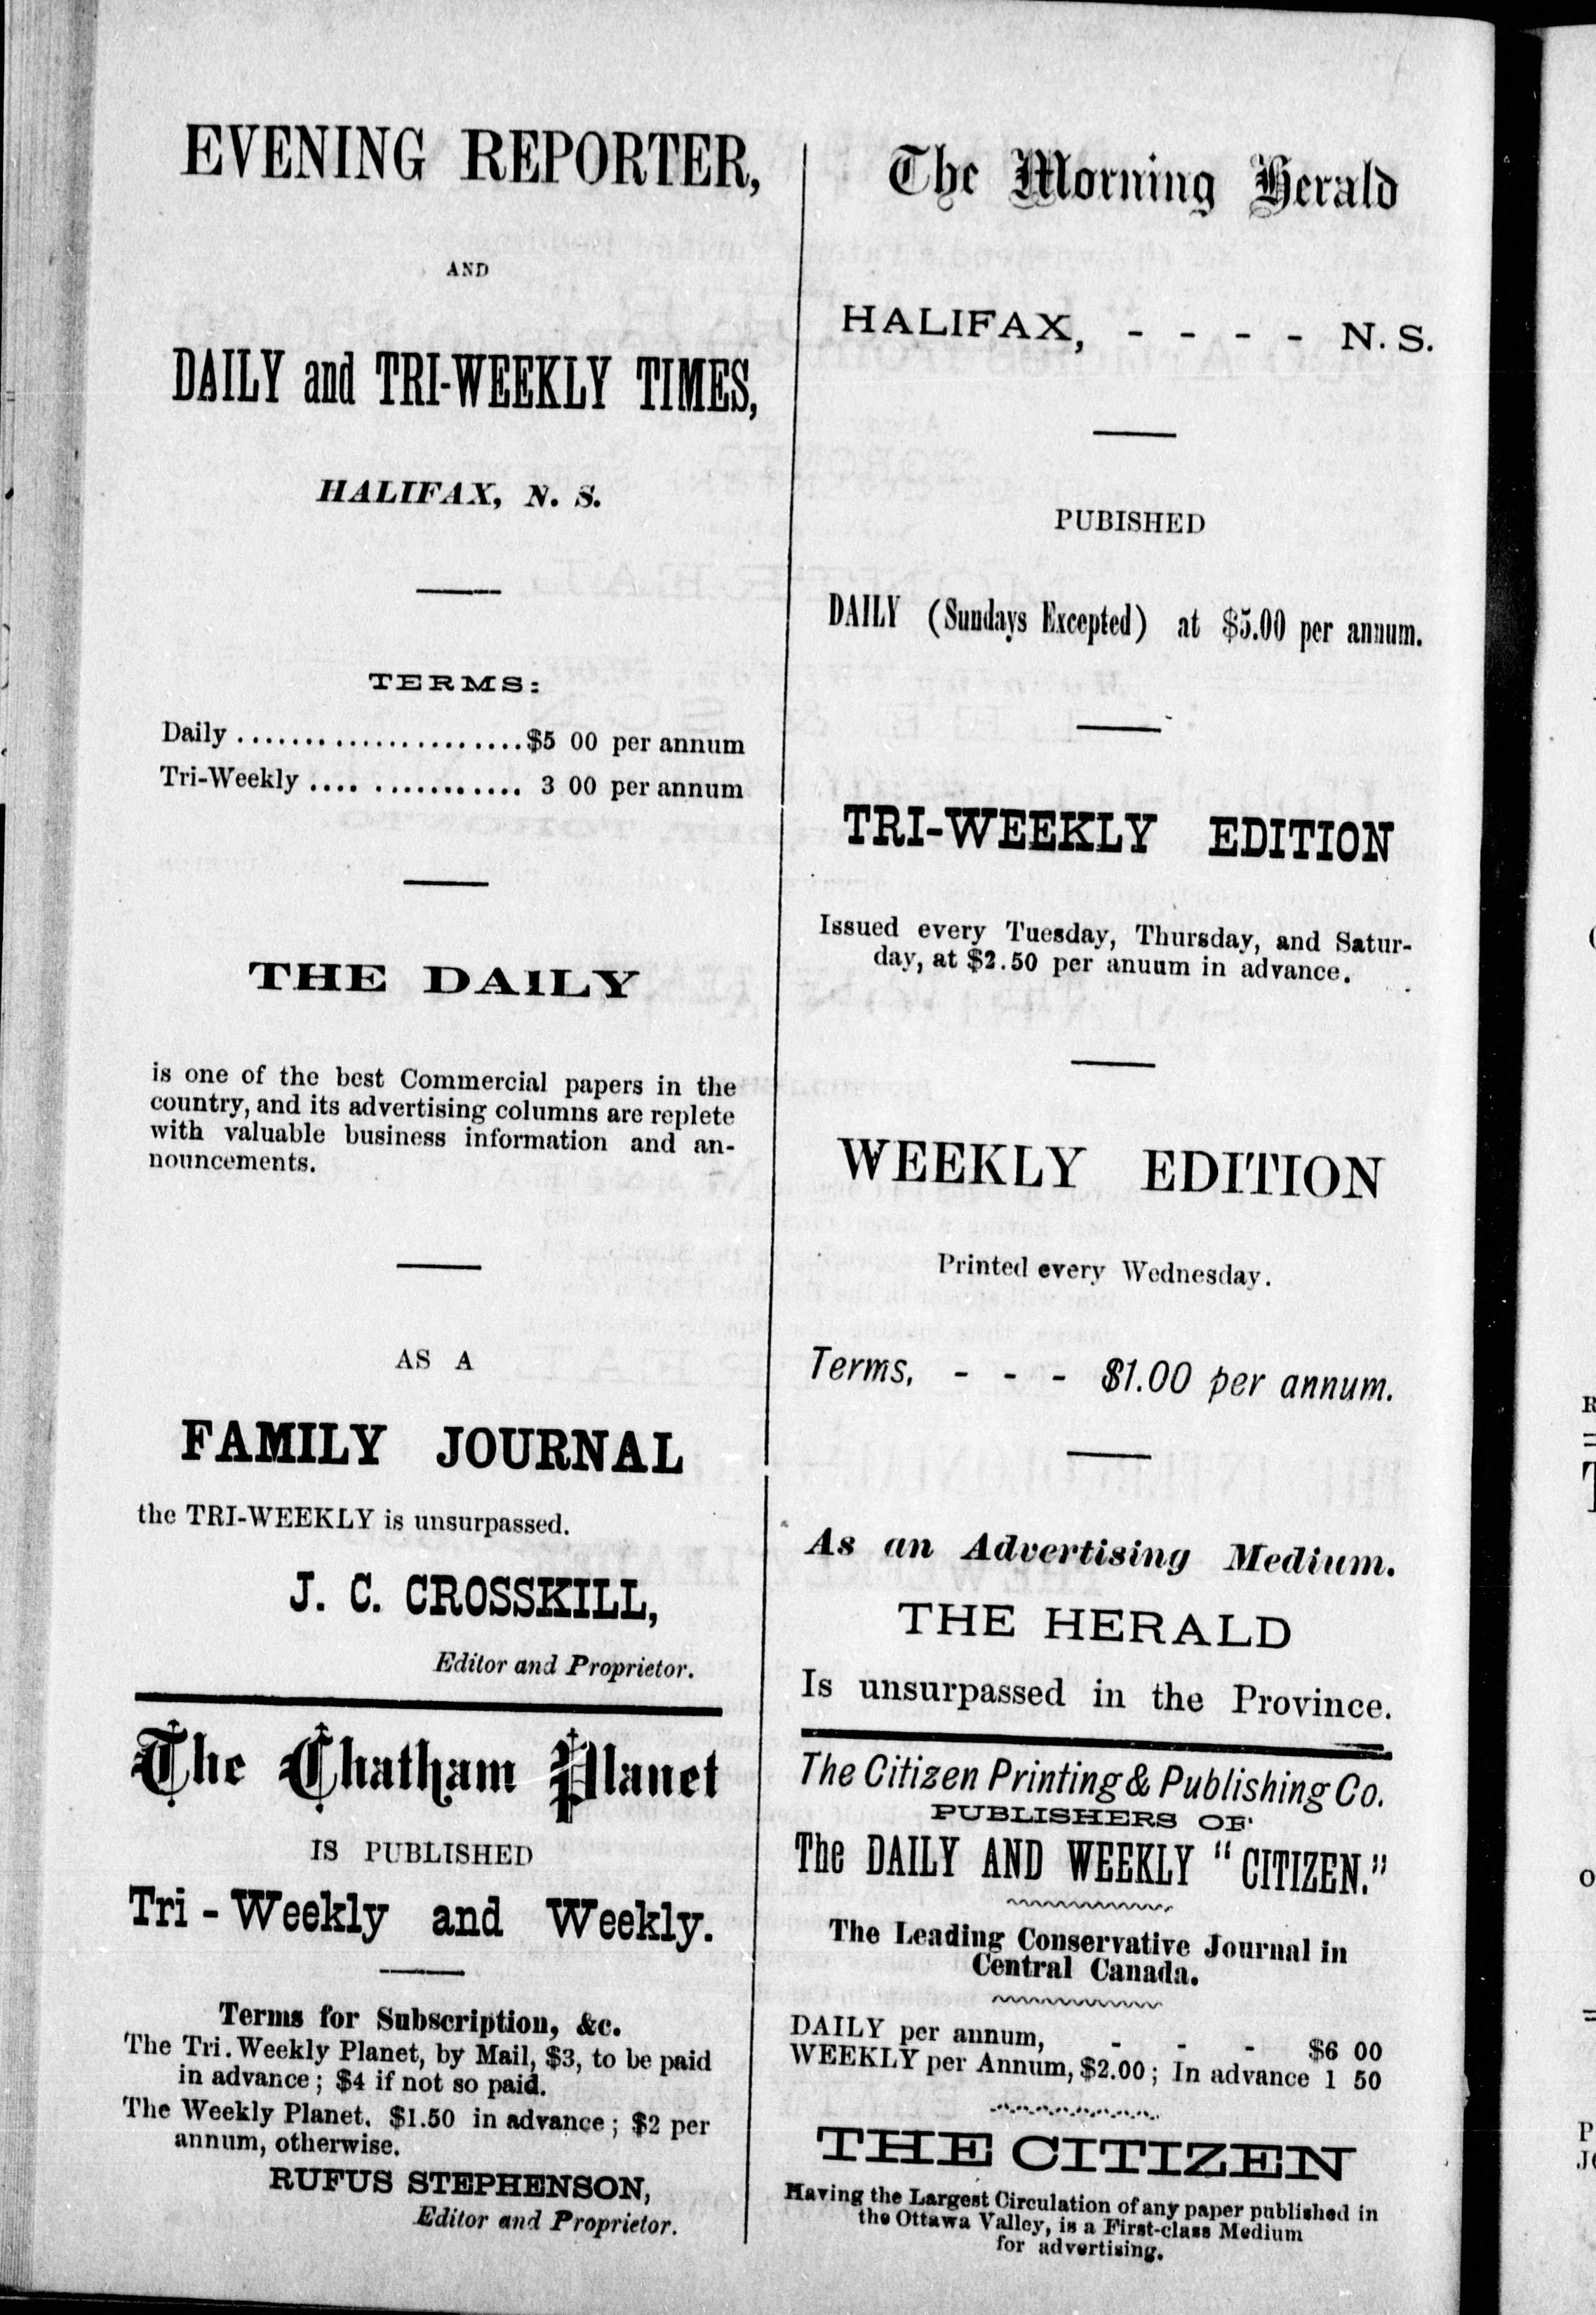 EVENING REPORTER,
AND
DAILY and TRI-WEEKLY TIMES,
HALIFAX, N. S.
TERMS:
Daily ......................$5 00 per annum
Tri-Weekly .... ........... 3 00 per annum
THE DAILY
is one of the best Commercial papers in the
country, and its advertising columns are replete
with valuable business information and an-
nouncements.
AS A
FAMILY JOURNAL
the TRI-WEEKLY is unsurpassed.
J. C. CROSSKILL,
Editor and Proprietor.
The Chatham Planet
IS PUBLISHED
Tri-Weekly and Weekly.
Terms for Subscription, &c.
The Tri.Weekly Planet, by Mail, $3, to be paid
in advance; $4 if not so paid.
The Weekly Planet. $1.50 in advance; $2 per
annum, otherwise.
RUFUS STEPHENSON,
Editor and Proprietor.
The Morning Herald
HALIFAX, - - - - N. S.
PUBISHED
DAILY (Sundays Excepted) at $5.00 per annum.
TRI-WEEKLY EDITION
Issued every Tuesday, Thursday, and Satur-
day, at $2.50 per anuum in advance.
WEEKLY EDITION
Printed every Wednesday.
Terms, - - - $1.00 per annum.
As an Advertising Medium.
THE HERALD
Is unsurpassed in the Province.
The Citizen Printing & Publishing Co.
PUBLISHERS OF
The DAILY AND WEEKLY "CITIZEN."
The Leading Conservative Journal in
Central Canada.
DAILY per annum, - - - $6 00
WEEKLY per Annum, $2.00; In advance 1 50
THE CITIZEN
Having the Largest Circulation of any paper published in
the Ottawa Valley, is a First-class Medium
for advertising.